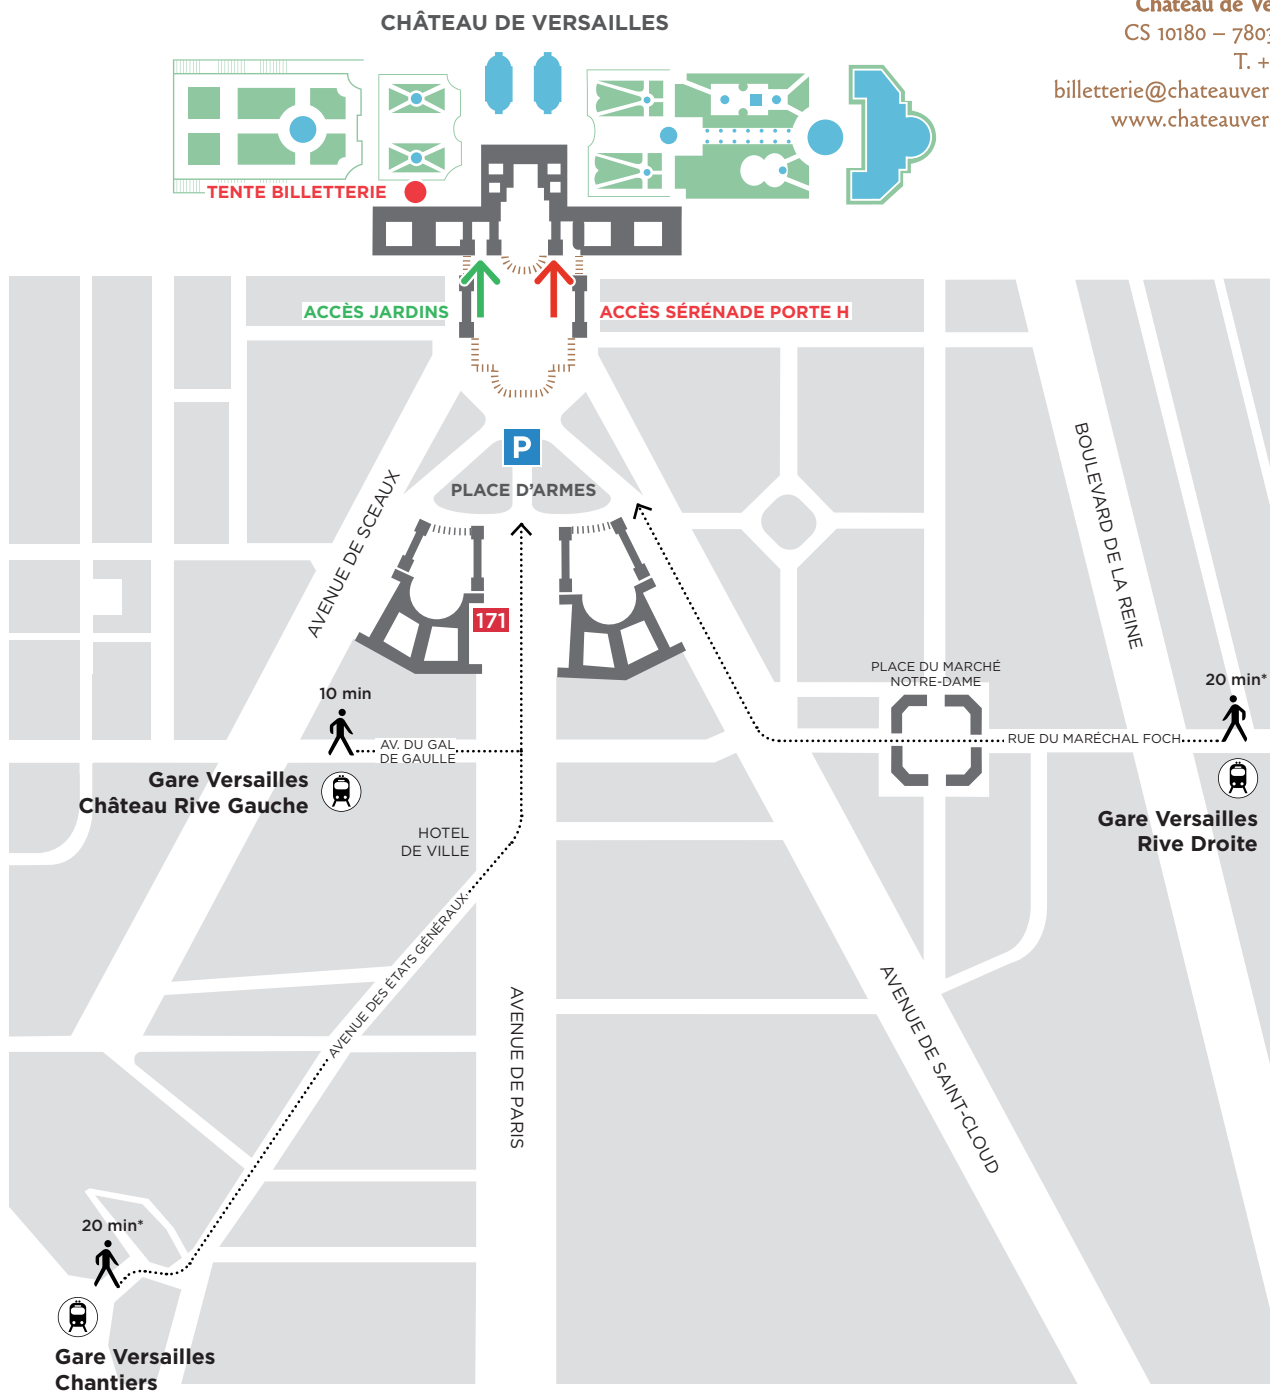 CHÂTEAU DE VERSAILLES
Château de Ve
CS 10180 – 7803
T. +
billetterie@chateauver
www.chateauver
TENTE BILLETTERIE
ACCÈS JARDINS
ACCÈS SÉRÉNADE PORTE H
P
PLACE D'ARMES
AVENUE DE SCEAUX
BOULEVARD DE LA REINE
171
PLACE DU MARCHÉ
NOTRE-DAME
10 min
20 min*
AV. DU GAL
DE GAULLE
RUE DU MARÉCHAL FOCH
Gare Versailles
Château Rive Gauche
Gare Versailles
Rive Droite
HOTEL
DE VILLE
AVENUE DES ÉTATS GÉNÉRAUX
AVENUE DE PARIS
AVENUE DE SAINT-CLOUD
20 min*
Gare Versailles
Chantiers